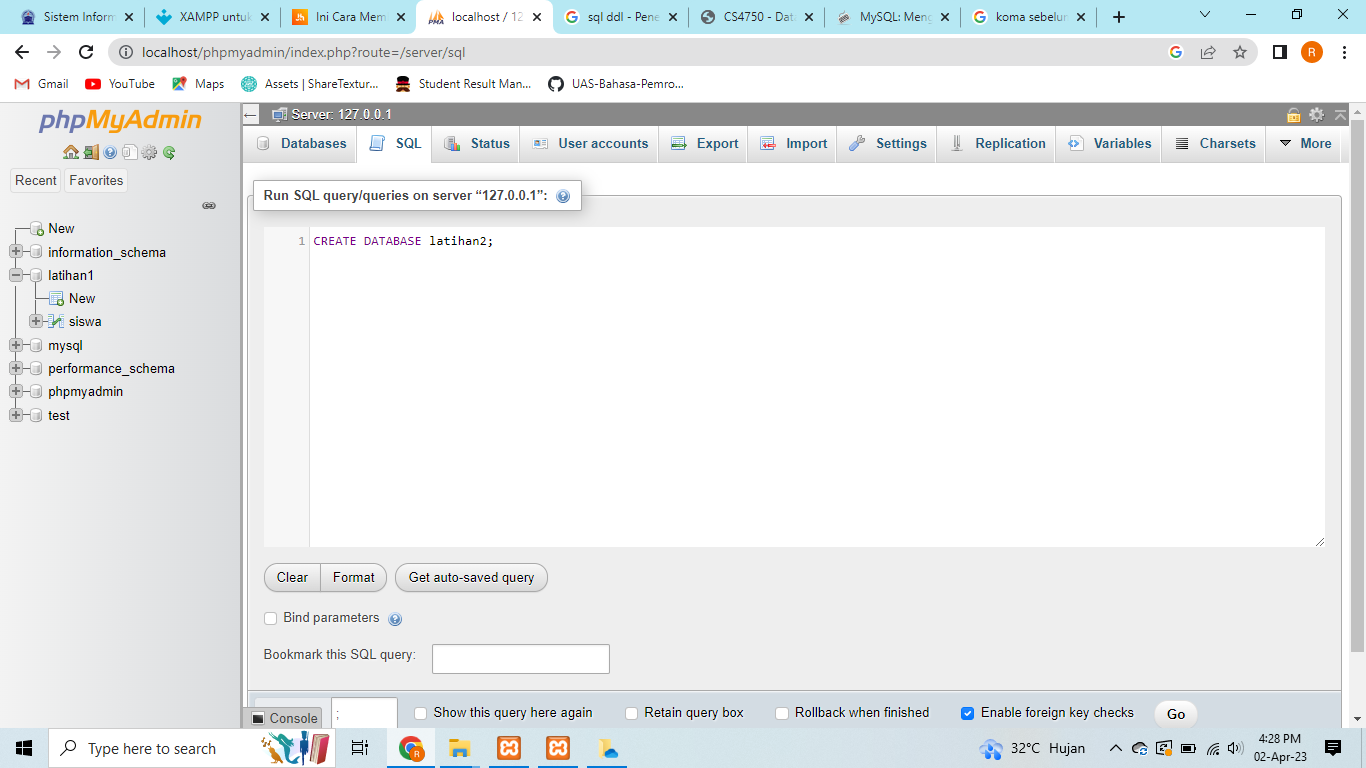 Sistem Inforr
XAMPP untuk
Ini Cara Mem
localhost / 12
sql ddl - Pene
CS4750 - Dat
MySQL: Meng
koma sebelur
localhost/phpmyadmin/index.php?route=/server/sql
R
Gmail
YouTube
Maps
Assets | ShareTextur...
Student Result Man...
UAS-Bahasa-Pemro...
phpMyAdmin
Recent
Favorites
New
information_schema
latihan1
New
siswa
mysql
performance_schema
phpmyadmin
test
Server: 127.0.0.1
Databases
SQL
Status
User accounts
Export
Import
Settings
Replication
Variables
Charsets
More
Run SQL query/queries on server “127.0.0.1”:
1 CREATE DATABASE latihan2;
Clear
Format
Get auto-saved query
Bind parameters
Bookmark this SQL query:
Console
;
Show this query here again
Retain query box
Rollback when finished
Enable foreign key checks
Go
Type here to search
32°C Hujan
4:28 PM
02-Apr-23